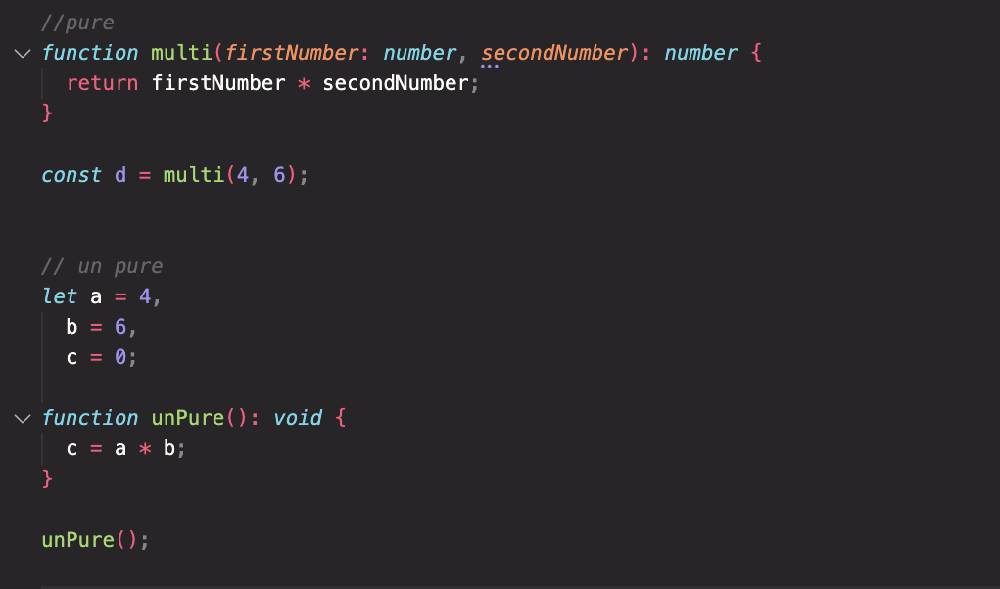 //pure
function multi(firstNumber: number, secondNumber): number {
return firstNumber * secondNumber;
}
const d = multi(4, 6);
// un pure
let a = 4,
b = 6,
c = 0;
function unPure(): void {
c = a * b;
}
unPure();